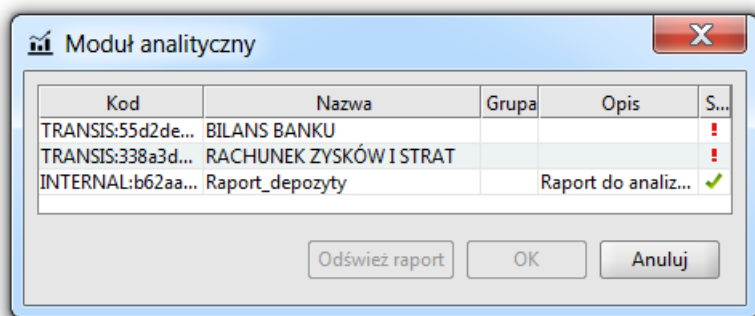 Moduł analityczny
Kod Nazwa Grupa Opis S...
TRANSIS:55d2de... BILANS BANKU
TRANSIS:338a3d... RACHUNEK ZYSKÓW I STRAT
INTERNAL:b62aa... Raport_depozyty Raport do analiz...
Odśwież raport OK Anuluj